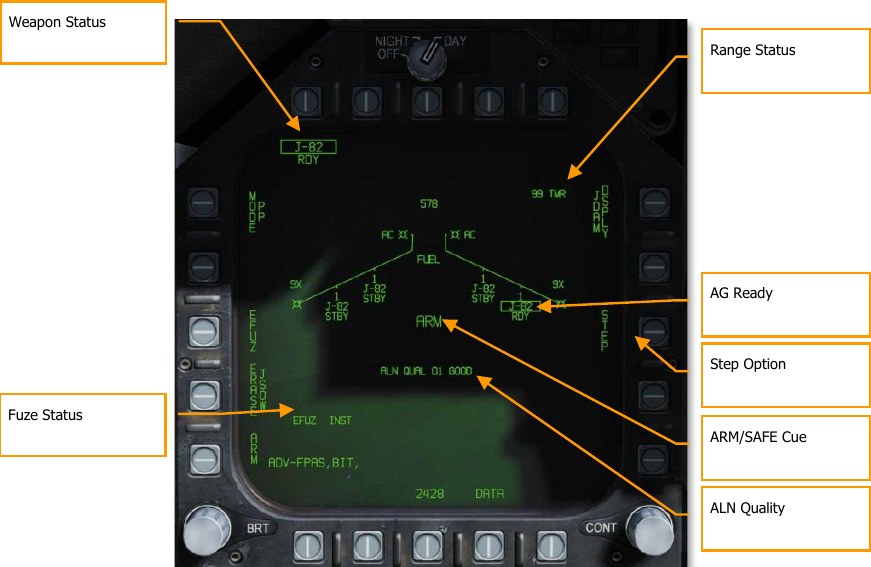 Weapon Status
Range Status
NIGHT DAY
OFF
J-82
RDY
99 TWR
MODE
PP
578
JDAM
DSPLY
AC
AC
FUEL
9X
9X
1
1
1
1
J-82
STBY
J-82
STBY
J-82
STBY
J-82
RDY
AG Ready
EFUZ
ARM
STEP
Step Option
ALN QUAL 01 GOOD
ERASE
JSOW
Fuze Status
EFUZ INST
ARM/SAFE Cue
ARM
ADV-FPAS,BIT,
2428 DATA
ALN Quality
BRT
CONT